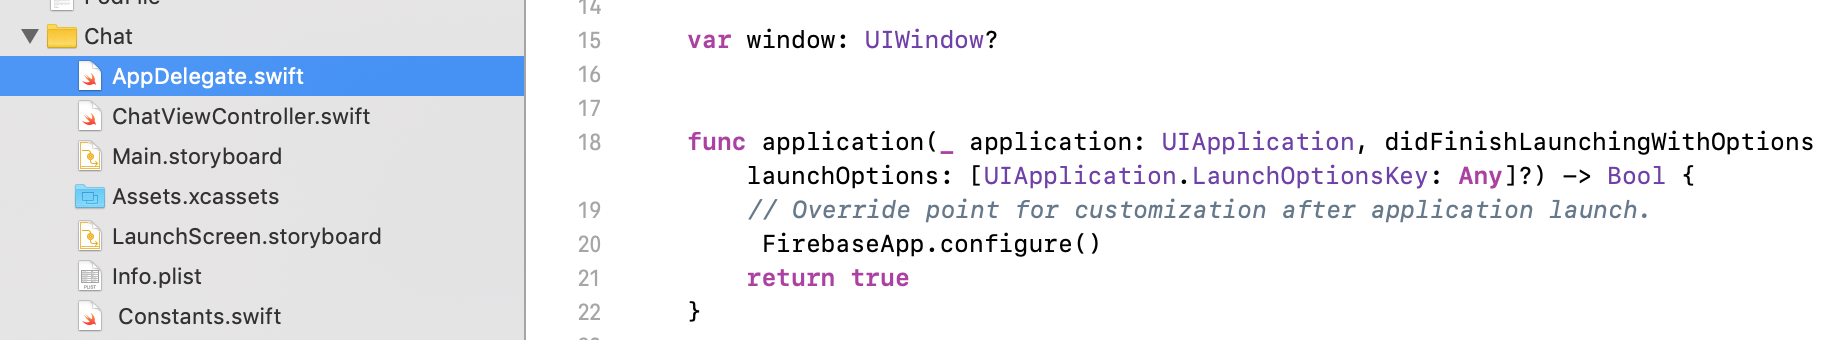 PodFile
Chat
AppDelegate.swift
ChatViewController.swift
Main.storyboard
Assets.xcassets
LaunchScreen.storyboard
Info.plist
Constants.swift
14
15 var window: UIWindow?
16
17
18 func application(_ application: UIApplication, didFinishLaunchingWithOptions
launchOptions: [UIApplication.LaunchOptionsKey: Any]?) -> Bool {
19 // Override point for customization after application launch.
20 FirebaseApp.configure()
21 return true
22 }